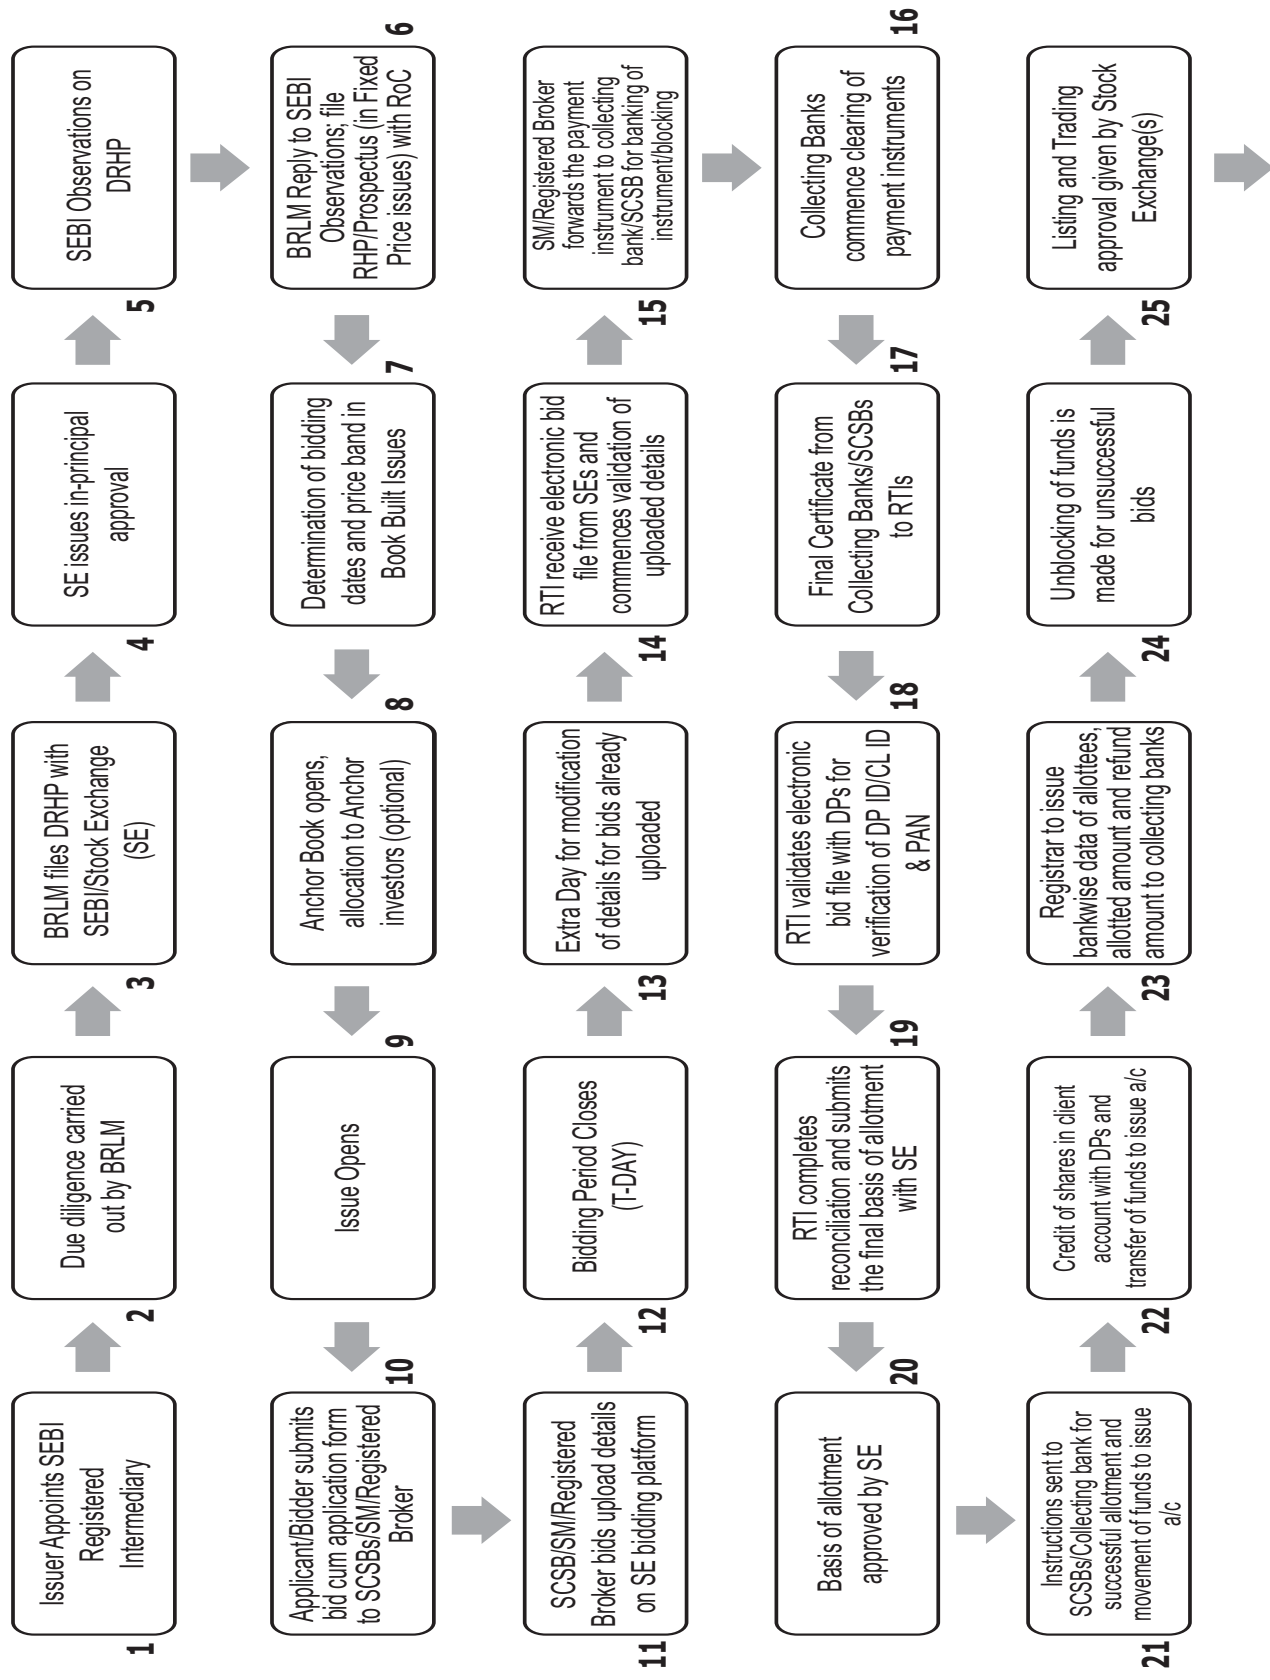 1
Issuer Appoints SEBI
Registered
Intermediary
2
Due diligence carried
out by BRLM
3
BRLM files DRHP with
SEBI/Stock Exchange
(SE)
4
SE issues in-principal
approval
5
SEBI Observations on
DRHP
6
BRLM Reply to SEBI
Observations; file
RHP/Prospectus (in Fixed
Price issues) with RoC
7
Determination of bidding
dates and price band in
Book Built Issues
8
Anchor Book opens,
allocation to Anchor
investors (optional)
9
Issue Opens
10
Applicant/Bidder submits
bid cum application form
to SCSBs/SM/Registered
Broker
11
SCSB/SM/Registered
Broker bids upload details
on SE bidding platform
12
Bidding Period Closes
(T-DAY)
13
Extra Day for modification
of details for bids already
uploaded
14
RTI receive electronic bid
file from SEs and
commences validation of
uploaded details
15
SM/Registered Broker
forwards the payment
instrument to collecting
bank/SCSB for banking of
instrument/blocking
16
Collecting Banks
commence clearing of
payment instruments
17
Final Certificate from
Collecting Banks/SCSBs
to RTIs
18
RTI validates electronic
bid file with DPs for
verification of DP ID/CL ID
& PAN
19
RTI completes
reconciliation and submits
the final basis of allotment
with SE
20
Basis of allotment
approved by SE
21
Instructions sent to
SCSBs/Collecting bank for
successful allotment and
movement of funds to issue
a/c
22
Credit of shares in client
account with DPs and
transfer of funds to issue a/c
23
Registrar to issue
bankwise data of allottees,
allotted amount and refund
amount to collecting banks
24
Unblocking of funds is
made for unsuccessful
bids
25
Listing and Trading
approval given by Stock
Exchange(s)